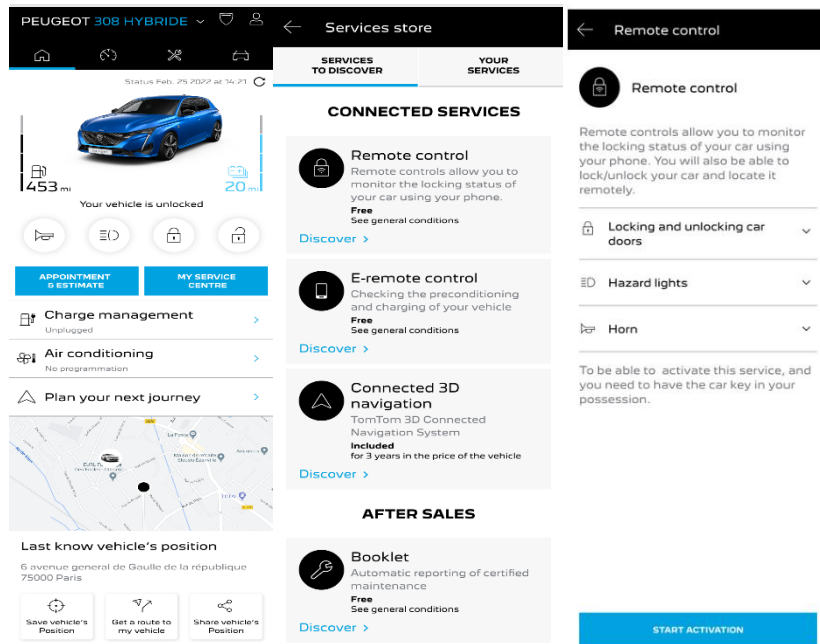 PEUGEOT 308 HYBRIDE
Status Feb. 25 2022 at 14:21
453 mi
20 mi
Your vehicle is unlocked
APPOINTMENT
& ESTIMATE
MY SERVICE
CENTRE
Charge management
Unplugged
Air conditioning
No programmation
Plan your next journey
Last know vehicle's position
6 avenue general de Gaulle de la république
75000 Paris
Save vehicle's
Position
Get a route to
my vehicle
Share vehicle's
Position
Services store
SERVICES
TO DISCOVER
YOUR
SERVICES
CONNECTED SERVICES
Remote control
Remote controls allow you to
monitor the locking status of
your car using your phone.
Free
See general conditions
Discover >
E-remote control
Checking the preconditioning
and charging of your vehicle
Free
See general conditions
Discover >
Connected 3D
navigation
TomTom 3D Connected
Navigation System
Included
for 3 years in the price of the vehicle
Discover >
AFTER SALES
Booklet
Automatic reporting of certified
maintenance
Free
See general conditions
Discover >
Remote control
Remote control
Remote controls allow you to monitor
the locking status of your car using
your phone. You will also be able to
lock/unlock your car and locate it
remotely.
Locking and unlocking car
doors
Hazard lights
Horn
To be able to activate this service, and
you need to have the car key in your
possession.
START ACTIVATION